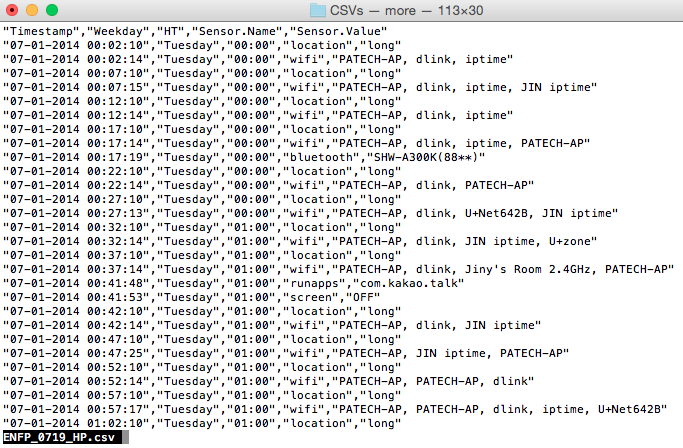 CSVs — more — 113×30
"Timestamp","Weekday","HT","Sensor.Name","Sensor.Value"
"07-01-2014 00:02:10","Tuesday","00:00","location","long"
"07-01-2014 00:02:14","Tuesday","00:00","wifi","PATECH-AP, dlink, iptime"
"07-01-2014 00:07:10","Tuesday","00:00","location","long"
"07-01-2014 00:07:15","Tuesday","00:00","wifi","PATECH-AP, dlink, iptime, JIN iptime"
"07-01-2014 00:12:10","Tuesday","00:00","location","long"
"07-01-2014 00:12:14","Tuesday","00:00","wifi","PATECH-AP, dlink, iptime"
"07-01-2014 00:17:10","Tuesday","00:00","location","long"
"07-01-2014 00:17:14","Tuesday","00:00","wifi","PATECH-AP, dlink, iptime, PATECH-AP"
"07-01-2014 00:17:19","Tuesday","00:00","bluetooth","SHW-A300K(88**)"
"07-01-2014 00:22:10","Tuesday","00:00","location","long"
"07-01-2014 00:22:14","Tuesday","00:00","wifi","PATECH-AP, dlink, PATECH-AP"
"07-01-2014 00:27:10","Tuesday","00:00","location","long"
"07-01-2014 00:27:13","Tuesday","00:00","wifi","PATECH-AP, dlink, U+Net642B, JIN iptime"
"07-01-2014 00:32:10","Tuesday","01:00","location","long"
"07-01-2014 00:32:14","Tuesday","01:00","wifi","PATECH-AP, dlink, JIN iptime, U+zone"
"07-01-2014 00:37:10","Tuesday","01:00","location","long"
"07-01-2014 00:37:14","Tuesday","01:00","wifi","PATECH-AP, dlink, Jiny's Room 2.4GHz, PATECH-AP"
"07-01-2014 00:41:48","Tuesday","01:00","runapps","com.kakao.talk"
"07-01-2014 00:41:53","Tuesday","01:00","screen","OFF"
"07-01-2014 00:42:10","Tuesday","01:00","location","long"
"07-01-2014 00:42:14","Tuesday","01:00","wifi","PATECH-AP, dlink, JIN iptime"
"07-01-2014 00:47:10","Tuesday","01:00","location","long"
"07-01-2014 00:47:25","Tuesday","01:00","wifi","PATECH-AP, JIN iptime, PATECH-AP"
"07-01-2014 00:52:10","Tuesday","01:00","location","long"
"07-01-2014 00:52:14","Tuesday","01:00","wifi","PATECH-AP, PATECH-AP, dlink"
"07-01-2014 00:57:10","Tuesday","01:00","location","long"
"07-01-2014 00:57:17","Tuesday","01:00","wifi","PATECH-AP, PATECH-AP, dlink, iptime, U+Net642B"
"07-01-2014 01:02:10","Tuesday","01:00","location","long"
ENFP_0719_HP.csv